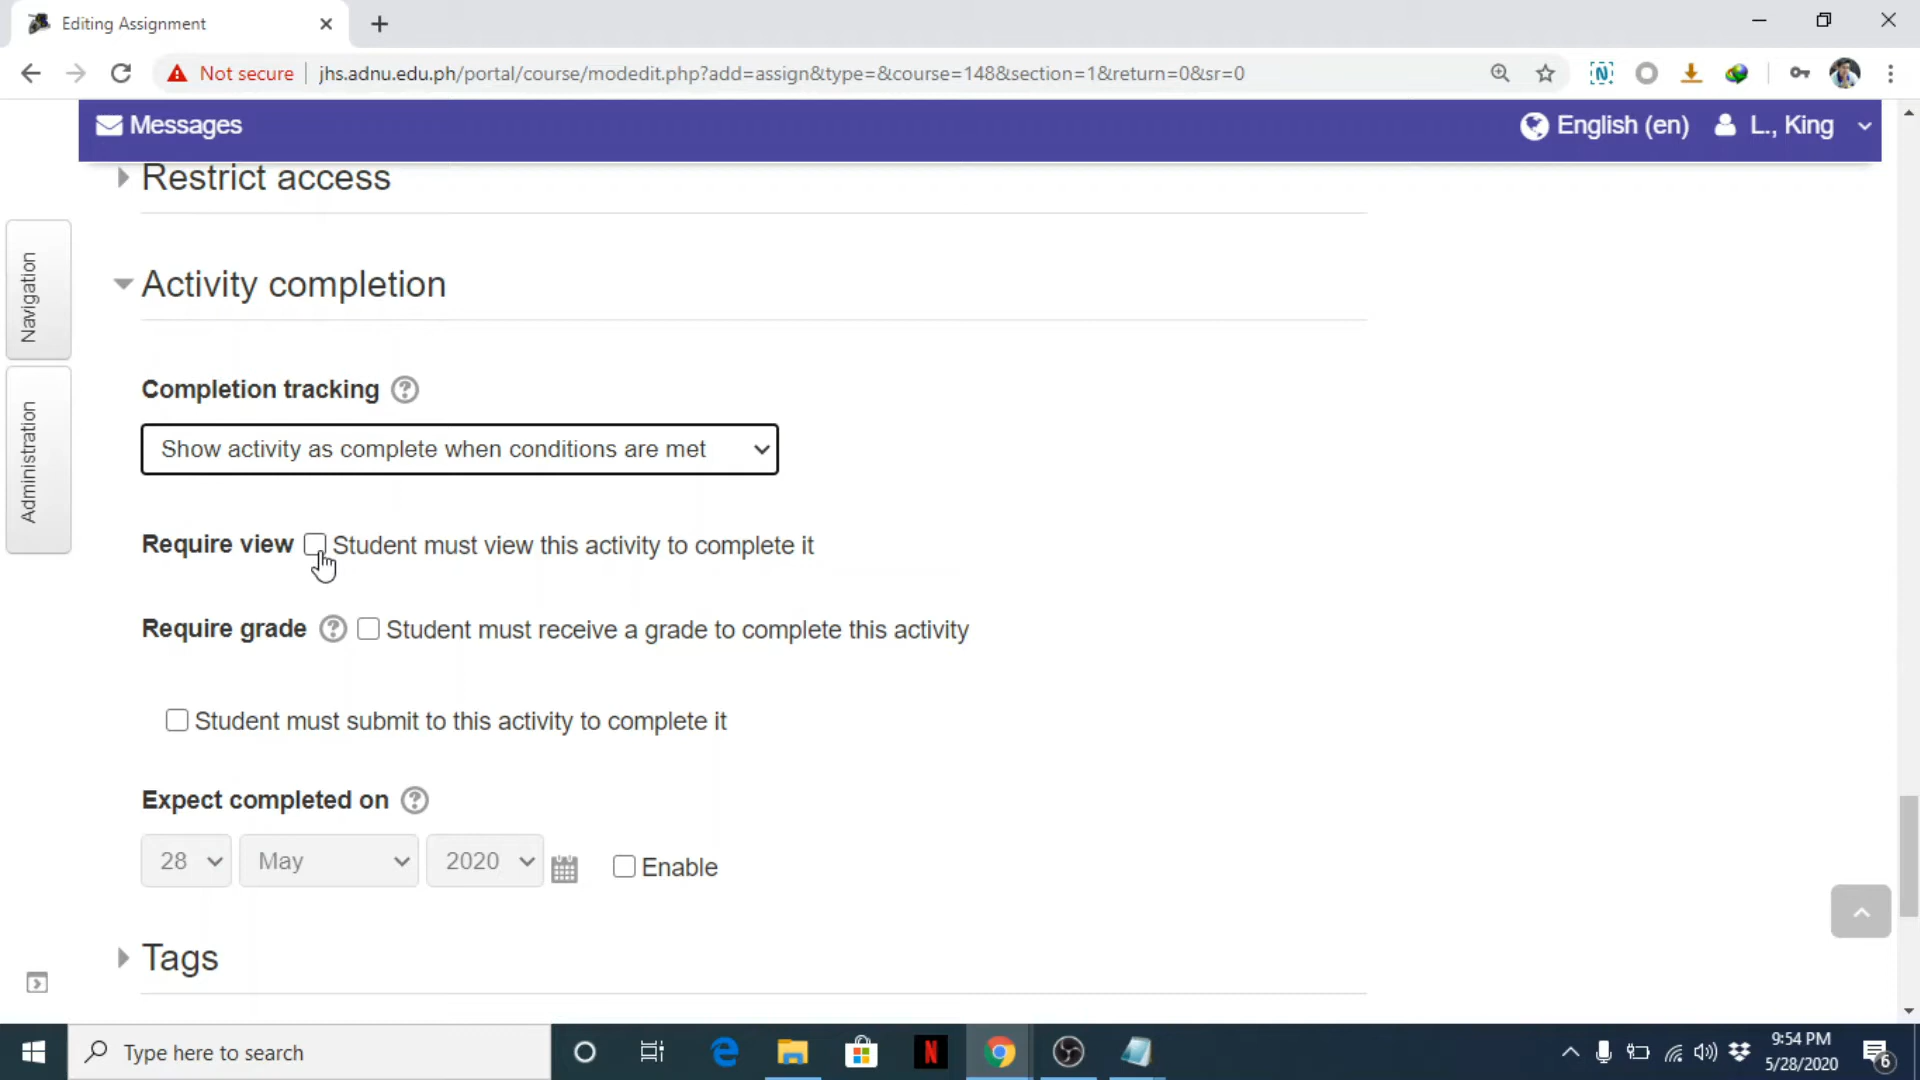 Editing Assignment
Not secure
jhs.adnu.edu.ph/portal/course/modedit.php?add=assign&type=&course=148&section=1&return=0&sr=0
Messages
English (en)
L., King
Restrict access
Navigation
Activity completion
Administration
Completion tracking
Show activity as complete when conditions are met
Require view
Student must view this activity to complete it
Require grade
Student must receive a grade to complete this activity
Student must submit to this activity to complete it
Expect completed on
28
May
2020
Enable
Tags
Type here to search
9:54 PM
5/28/2020
6